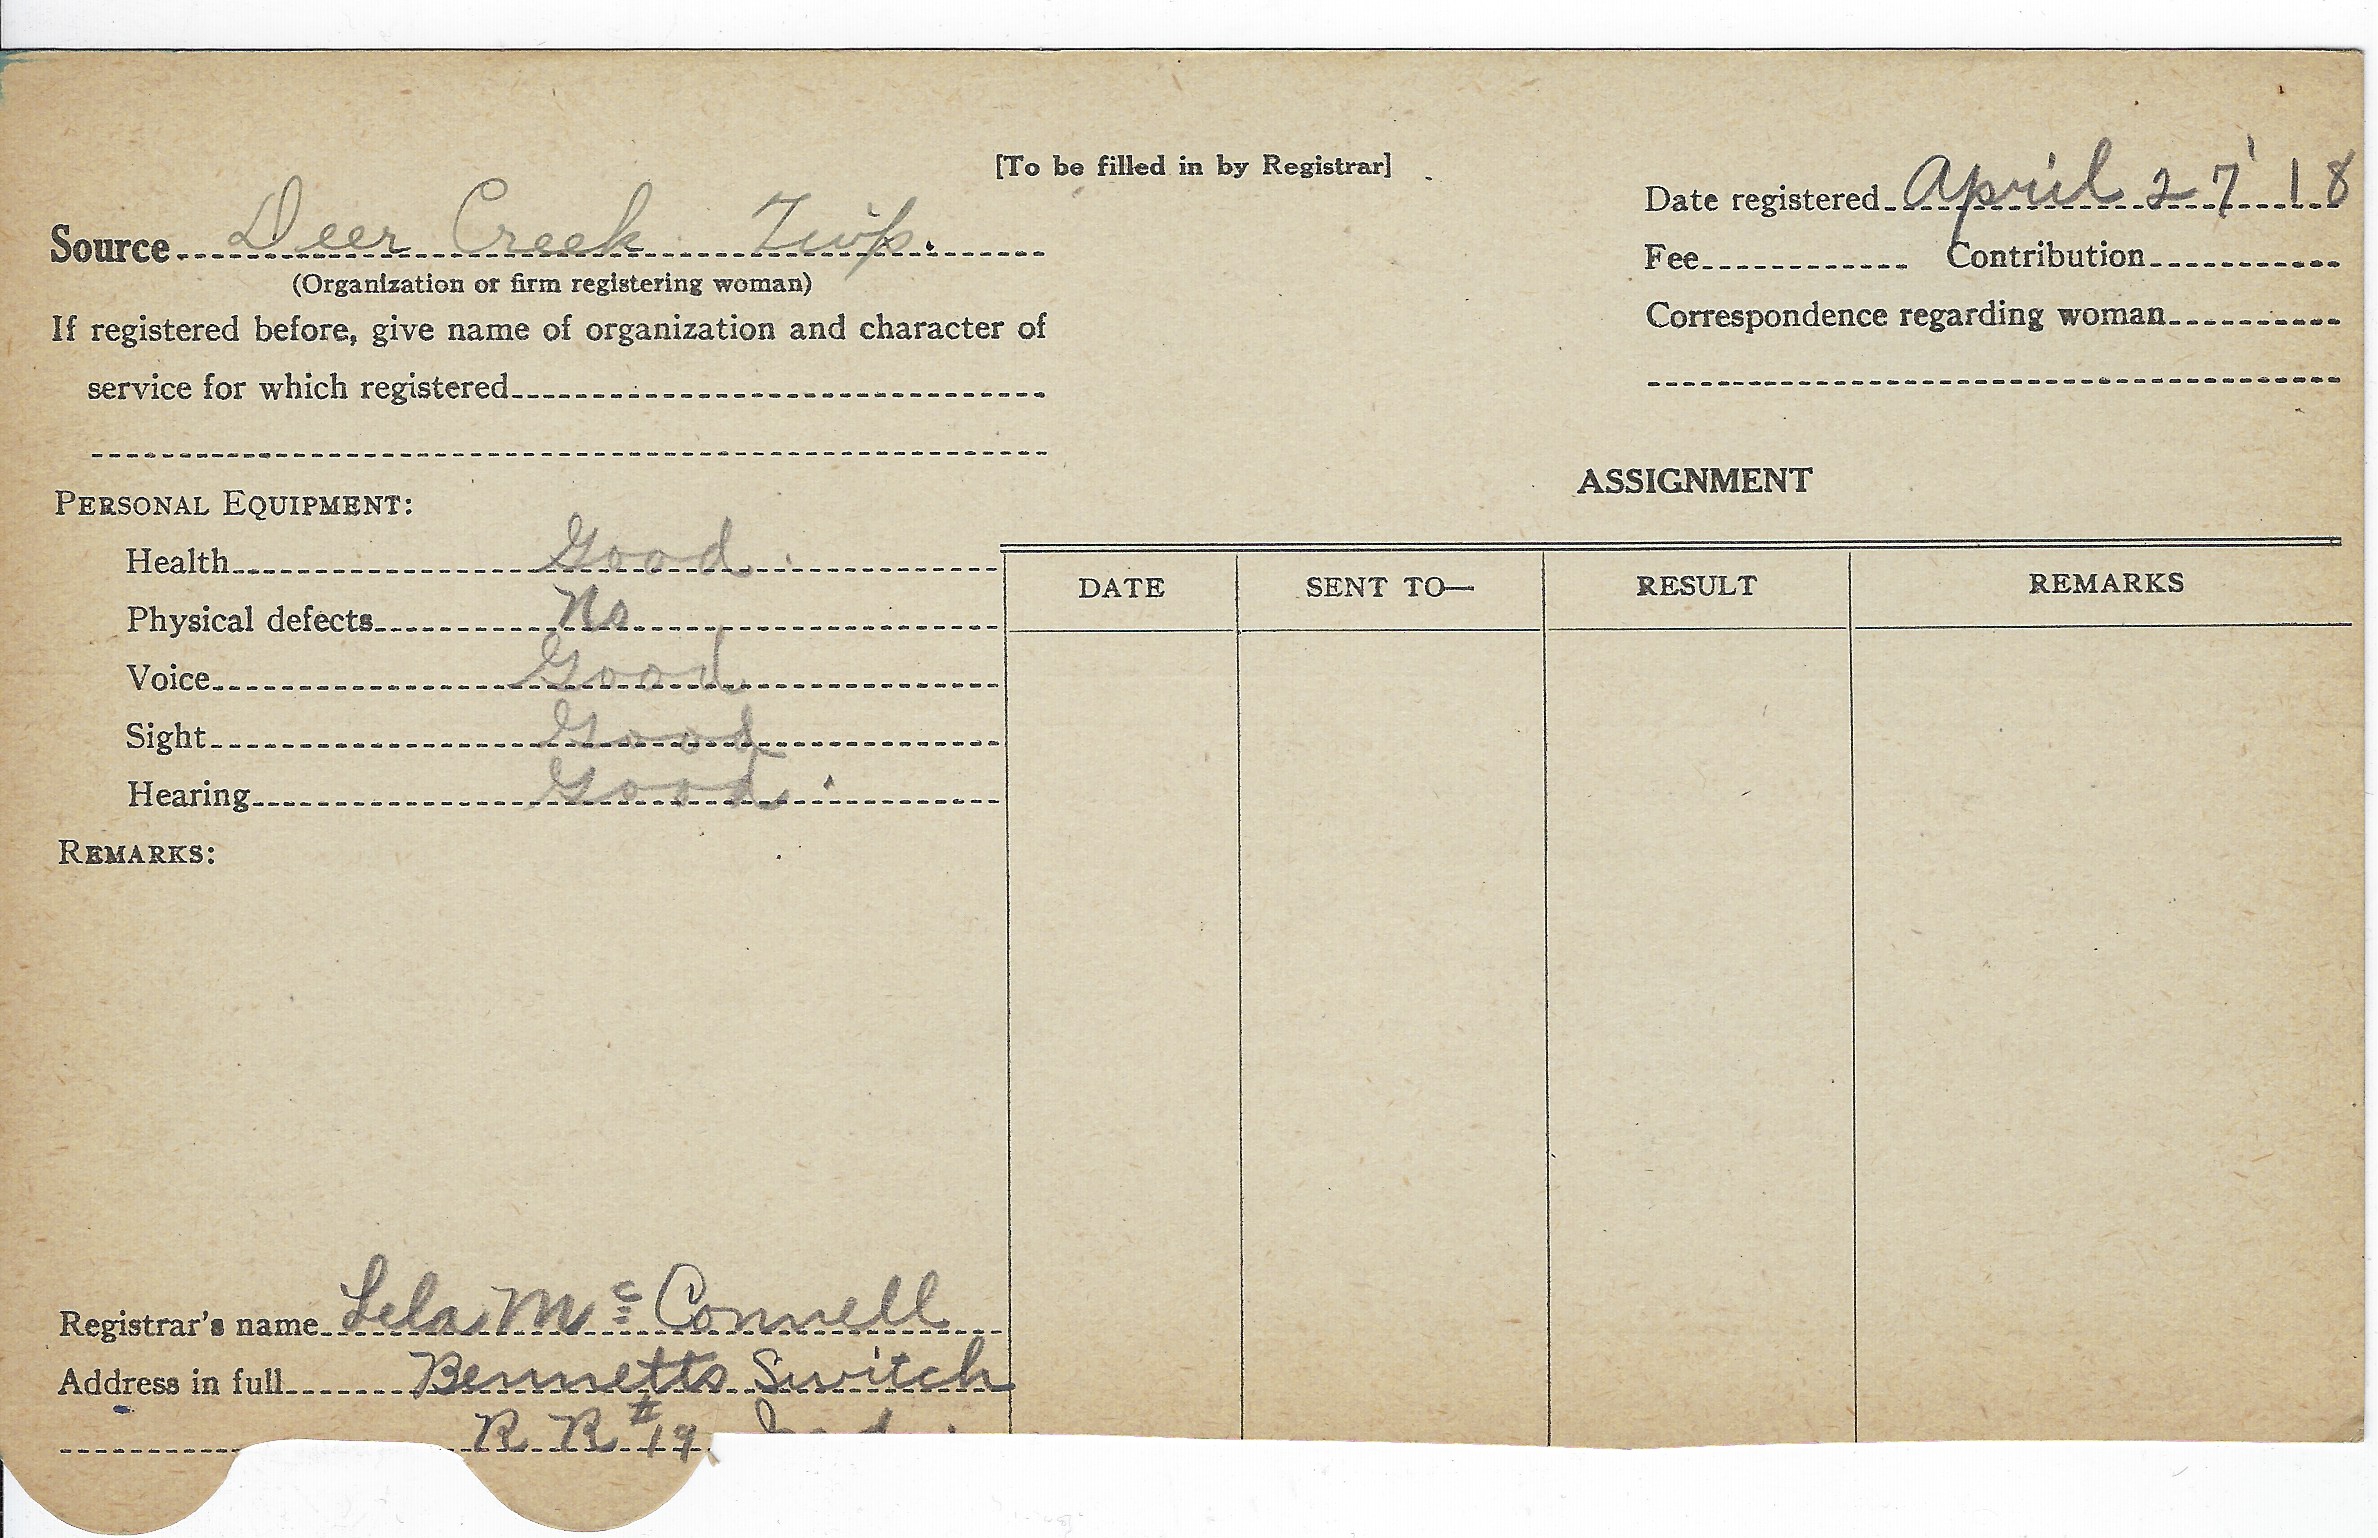 [To be filled in by Registrar]
Date registered April 27 '18
Source Deer Creek Twp.
(Organization or firm registering woman)
Fee Contribution
If registered before, give name of organization and character of
Correspondence regarding woman
service for which registered
PERSONAL EQUIPMENT:
Health Good.
Physical defects No
Voice Good
Sight Good
Hearing Good.
REMARKS:
Registrar's name Lela McConnell
Address in full Bennetts Switch
R R #19 Ind.
ASSIGNMENT
DATE SENT TO— RESULT REMARKS